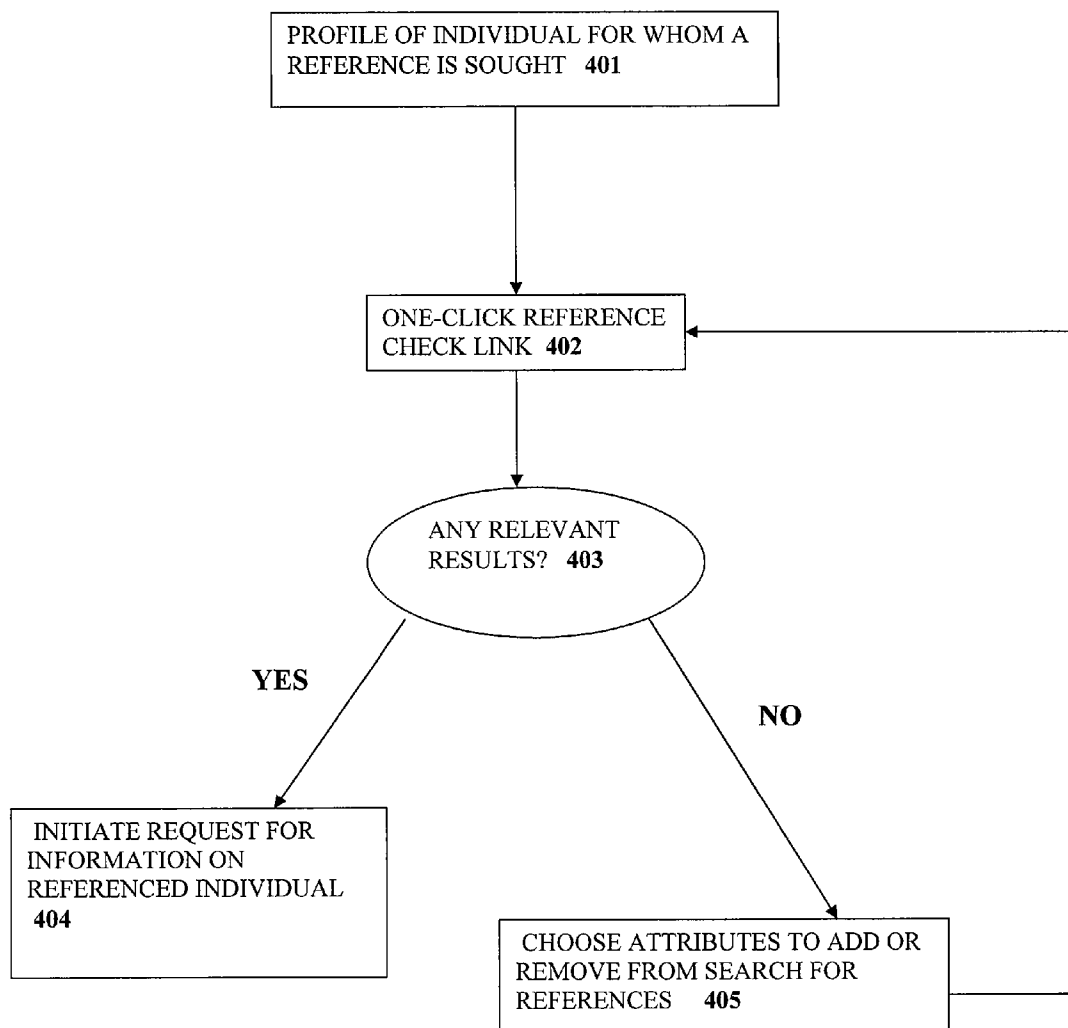 PROFILE OF INDIVIDUAL FOR WHOM A
REFERENCE IS SOUGHT 401
ONE-CLICK REFERENCE
CHECK LINK 402
ANY RELEVANT
RESULTS? 403
YES
NO
INITIATE REQUEST FOR
INFORMATION ON
REFERENCED INDIVIDUAL
404
CHOOSE ATTRIBUTES TO ADD OR
REMOVE FROM SEARCH FOR
REFERENCES 405